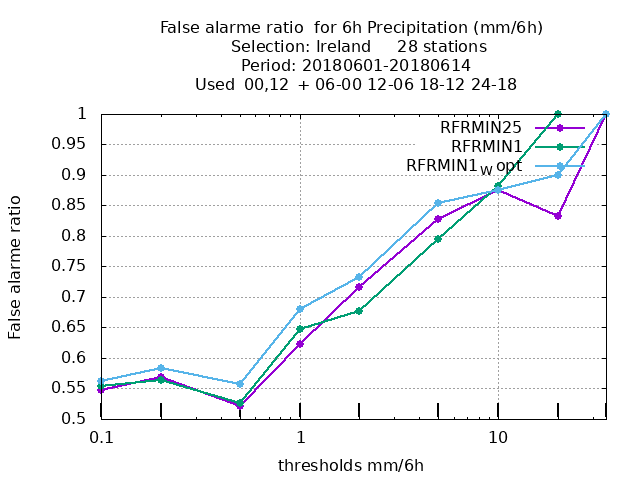 False alarme ratio  for 6h Precipitation (mm/6h)
Selection: Ireland     28 stations
Period: 20180601-20180614
Used  00,12  + 06-00 12-06 18-12 24-18
RFRMIN25
RFRMIN1
RFRMIN1W opt
1
0.95
0.9
0.85
0.8
0.75
0.7
0.65
0.6
0.55
0.5
False alarme ratio
0.1 1 10
thresholds mm/6h